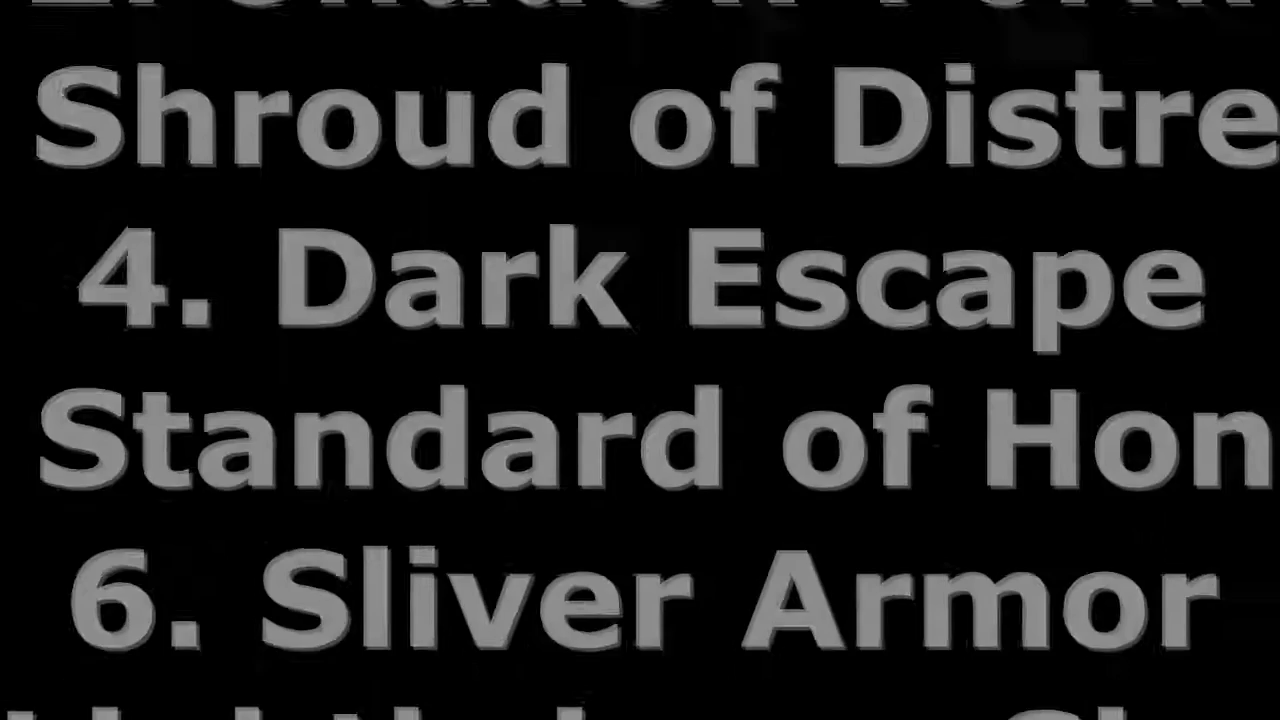 Shroud of Distre
4. Dark Escape
Standard of Hon
6. Sliver Armor